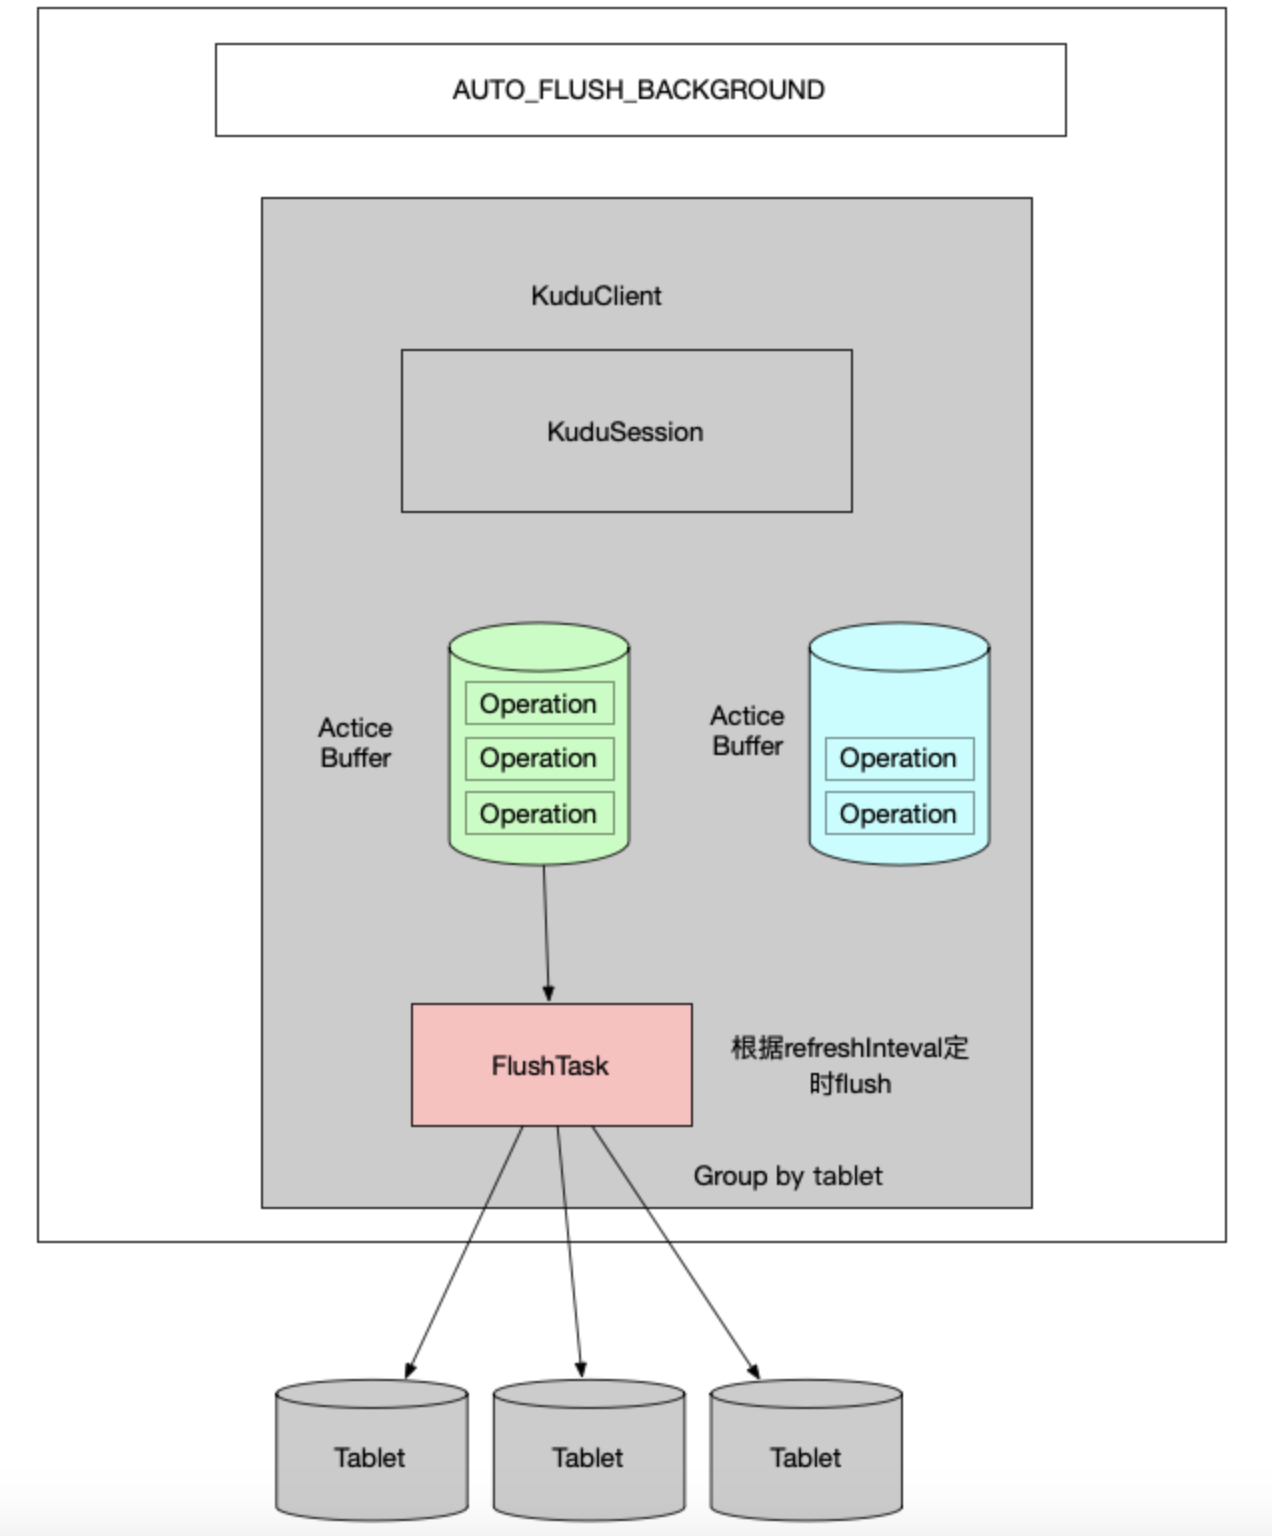 AUTO_FLUSH_BACKGROUND
KuduClient
KuduSession
Actice
Buffer
Operation
Operation
Operation
Actice
Buffer
Operation
Operation
FlushTask
根据refreshInteval定
时flush
Group by tablet
Tablet
Tablet
Tablet